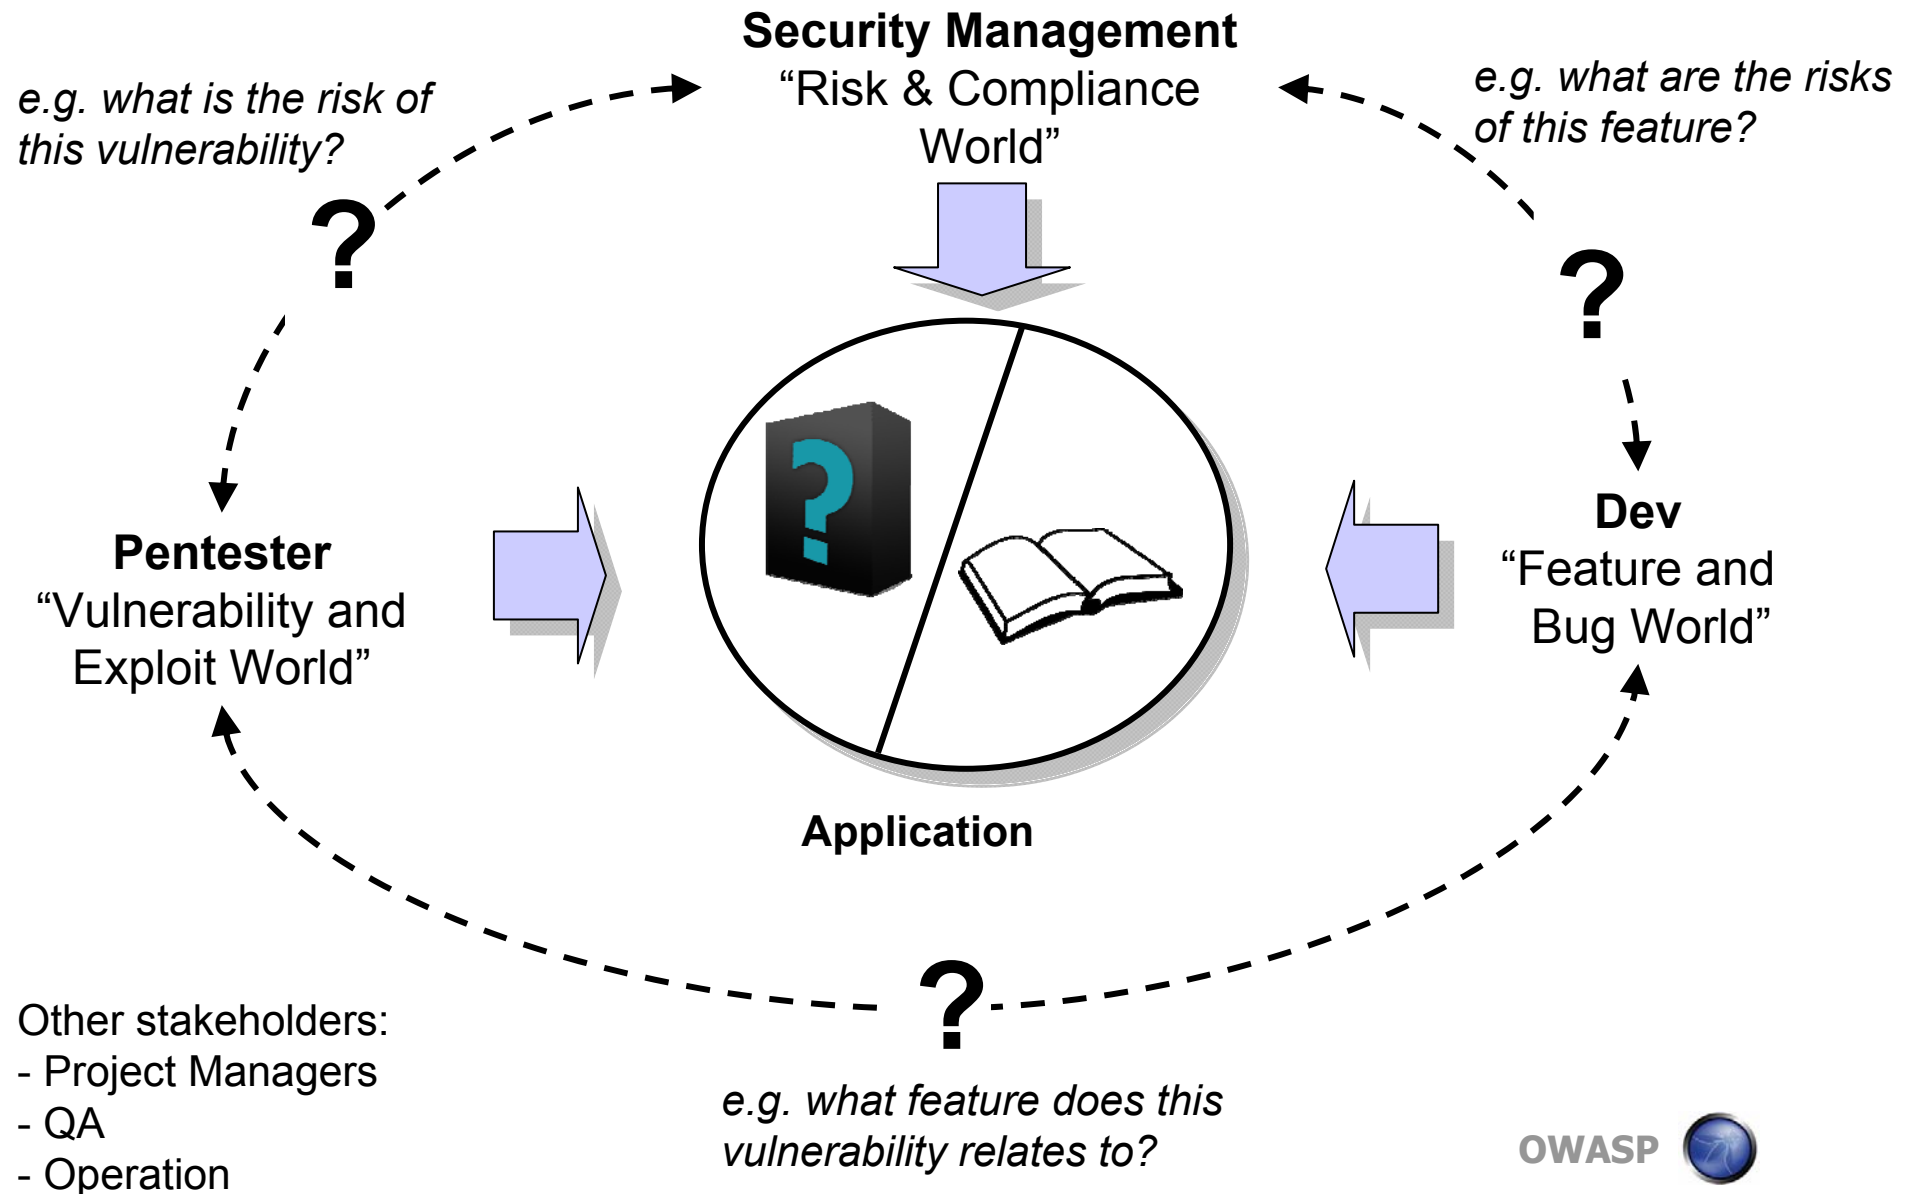 Security Management
“Risk & Compliance
World”
e.g. what is the risk of
this vulnerability?
e.g. what are the risks
of this feature?
?
?
?
Pentester
“Vulnerability and
Exploit World”
Dev
“Feature and
Bug World”
Application
?
e.g. what feature does this
vulnerability relates to?
Other stakeholders:
- Project Managers
- QA
- Operation
OWASP